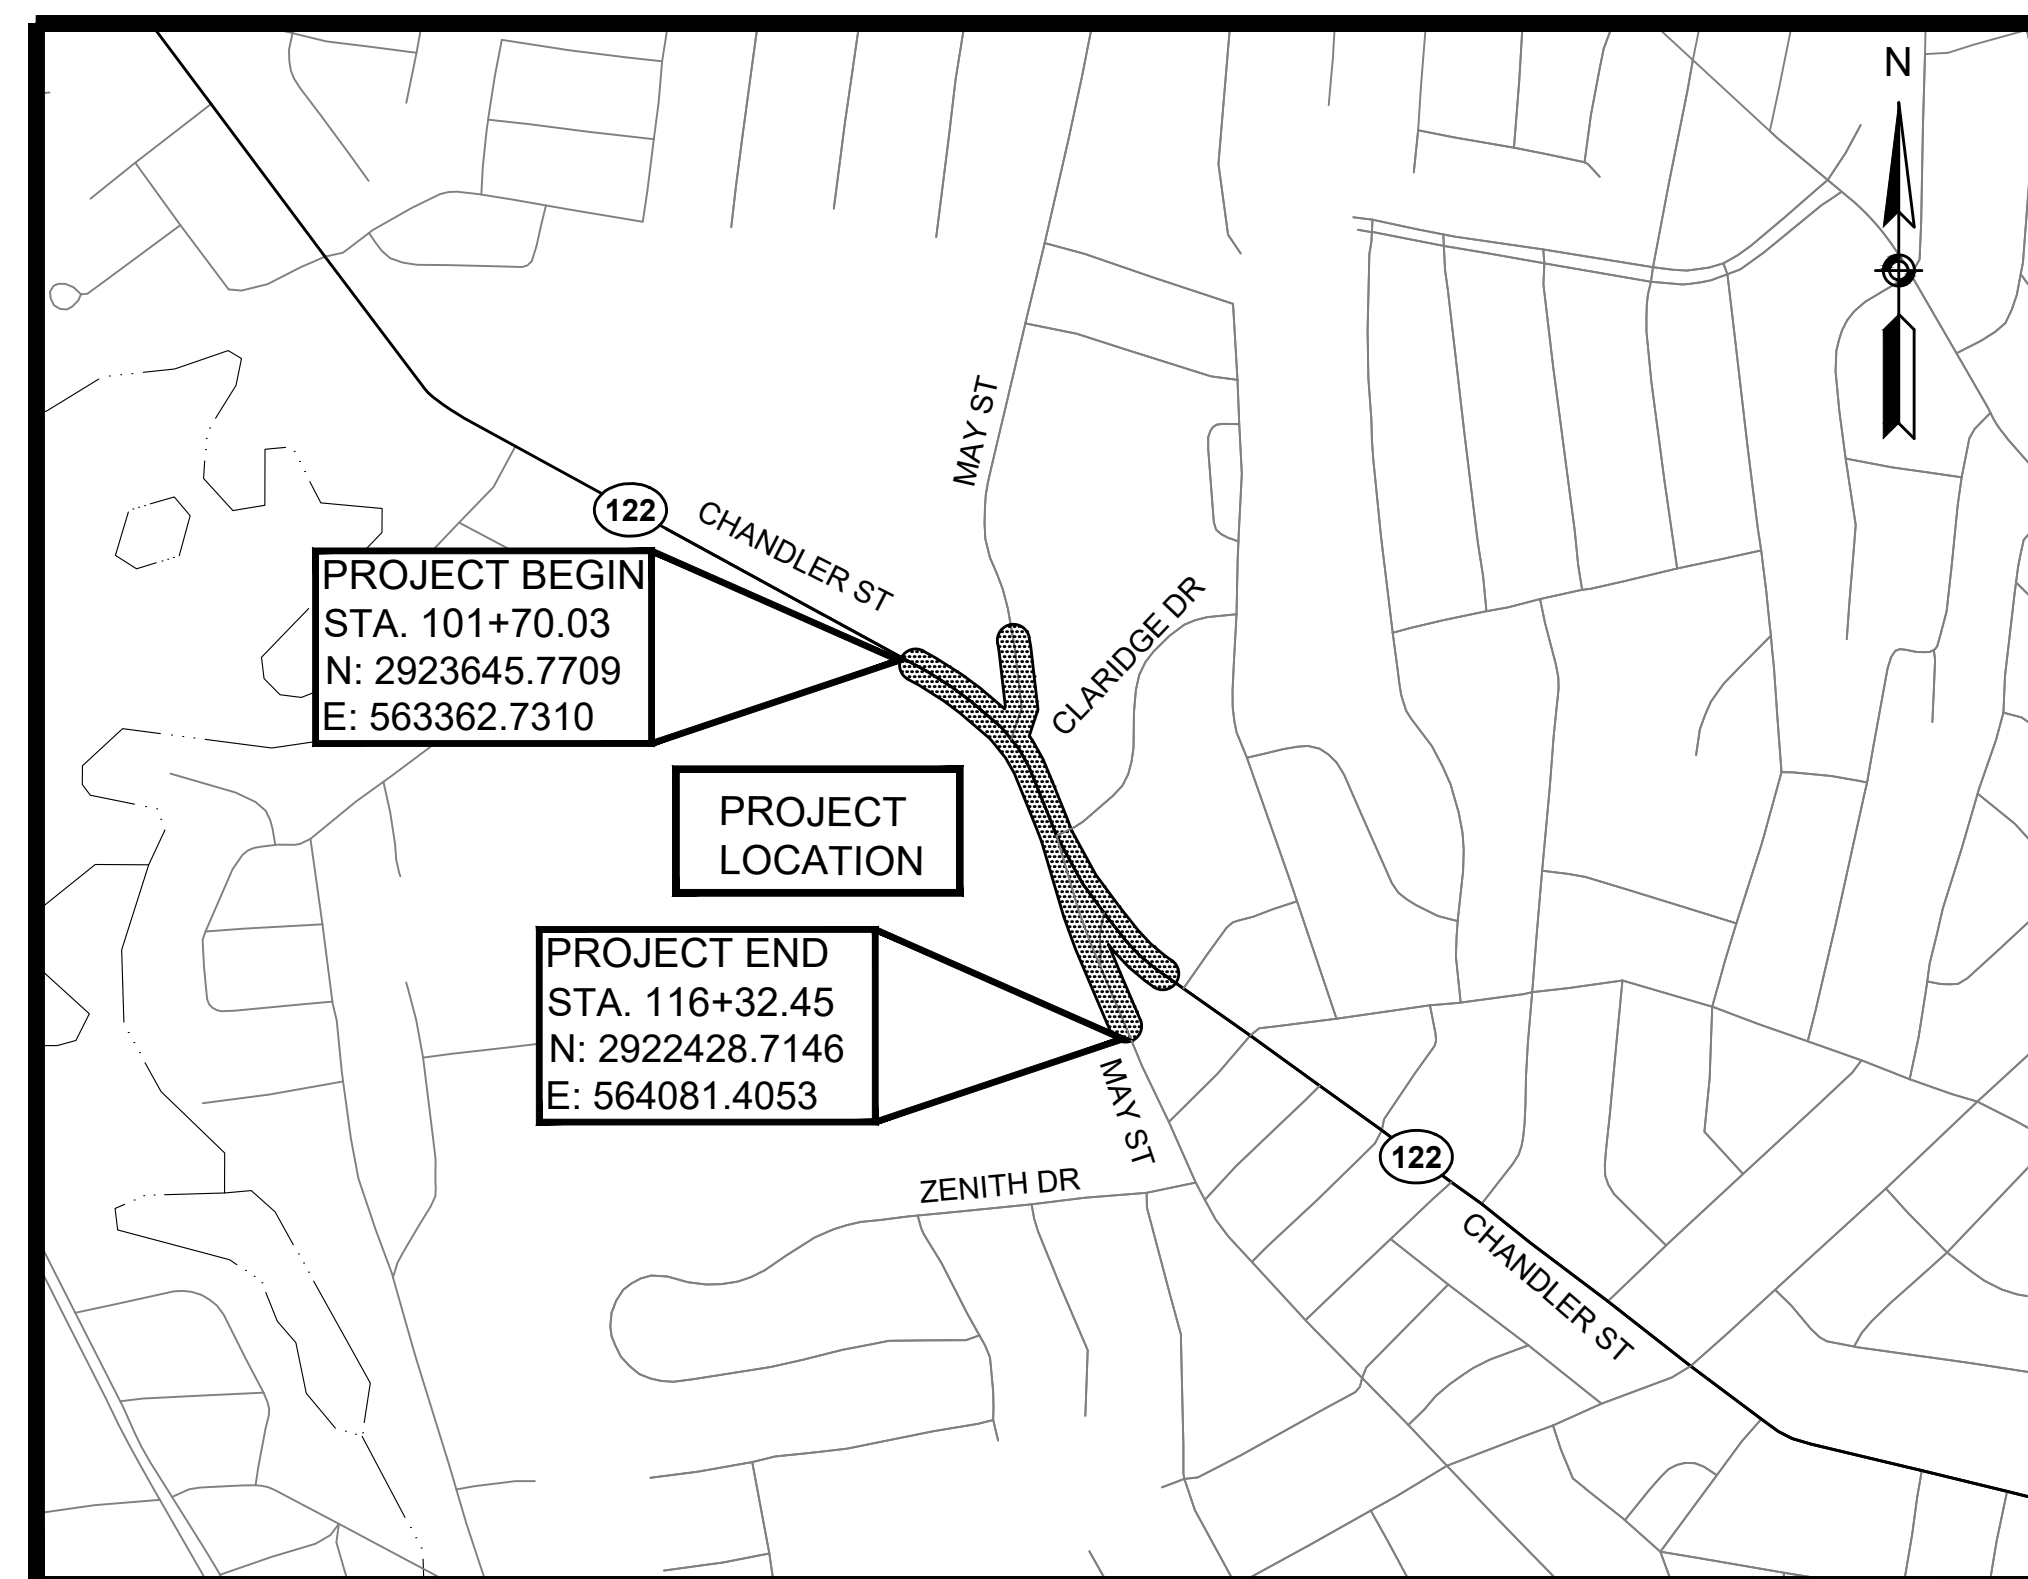 N
MAY ST
122
CHANDLER ST
PROJECT BEGIN
STA. 101+70.03
N: 2923645.7709
E: 563362.7310
CLARIDGE DR
PROJECT
LOCATION
PROJECT END
STA. 116+32.45
N: 2922428.7146
E: 564081.4053
MAY ST
122
ZENITH DR
CHANDLER ST